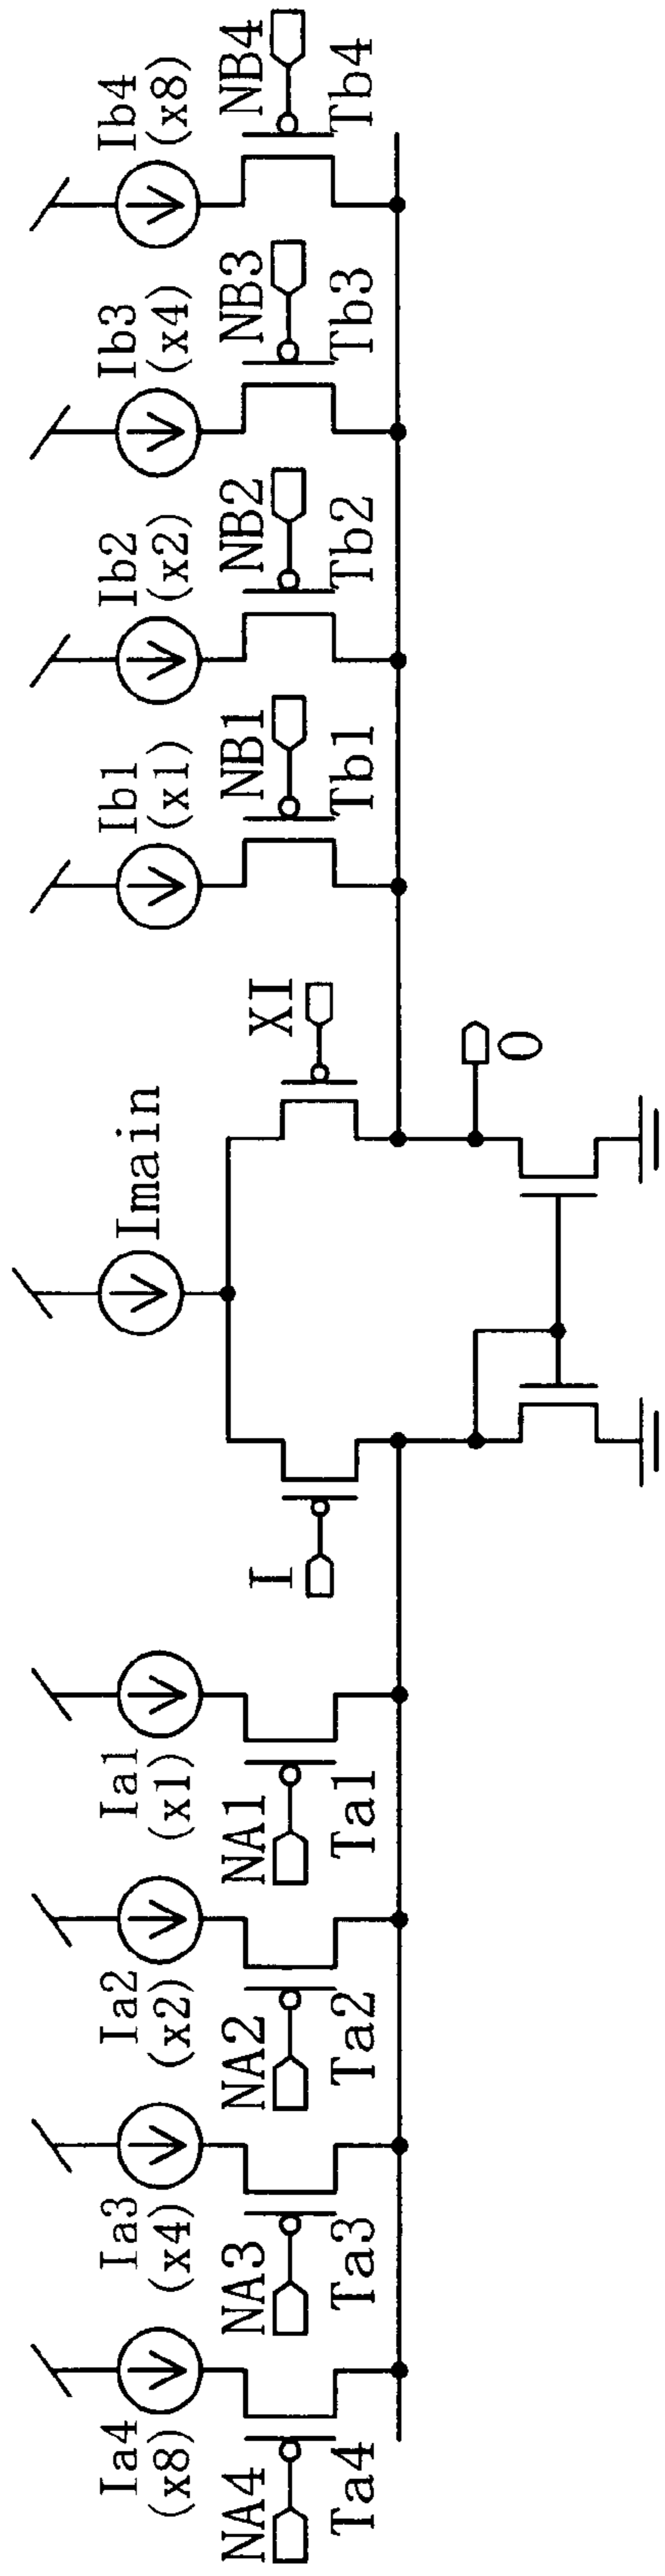 Ia4
(x8)
NA4
Ta4
Ia3
(x4)
NA3
Ta3
Ia2
(x2)
NA2
Ta2
Ia1
(x1)
NA1
Ta1
Imain
I
XI
O
Ib1
(x1)
NB1
Tb1
Ib2
(x2)
NB2
Tb2
Ib3
(x4)
NB3
Tb3
Ib4
(x8)
NB4
Tb4